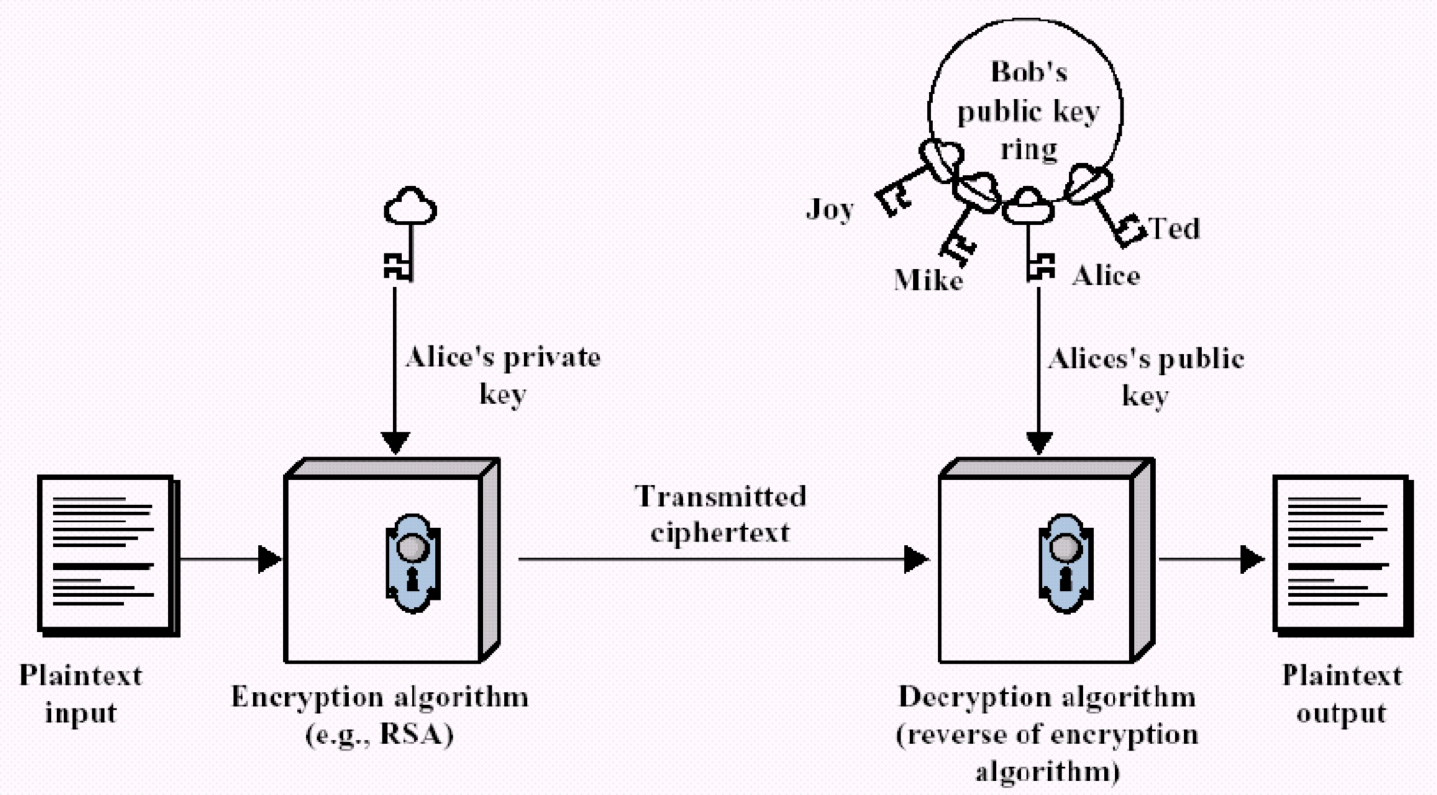 Bob's
public key
ring
Joy
Ted
Mike
Alice
Alice's private
key
Alices's public
key
Transmitted
ciphertext
Plaintext
input
Encryption algorithm
(e.g., RSA)
Decryption algorithm
(reverse of encryption
algorithm)
Plaintext
output